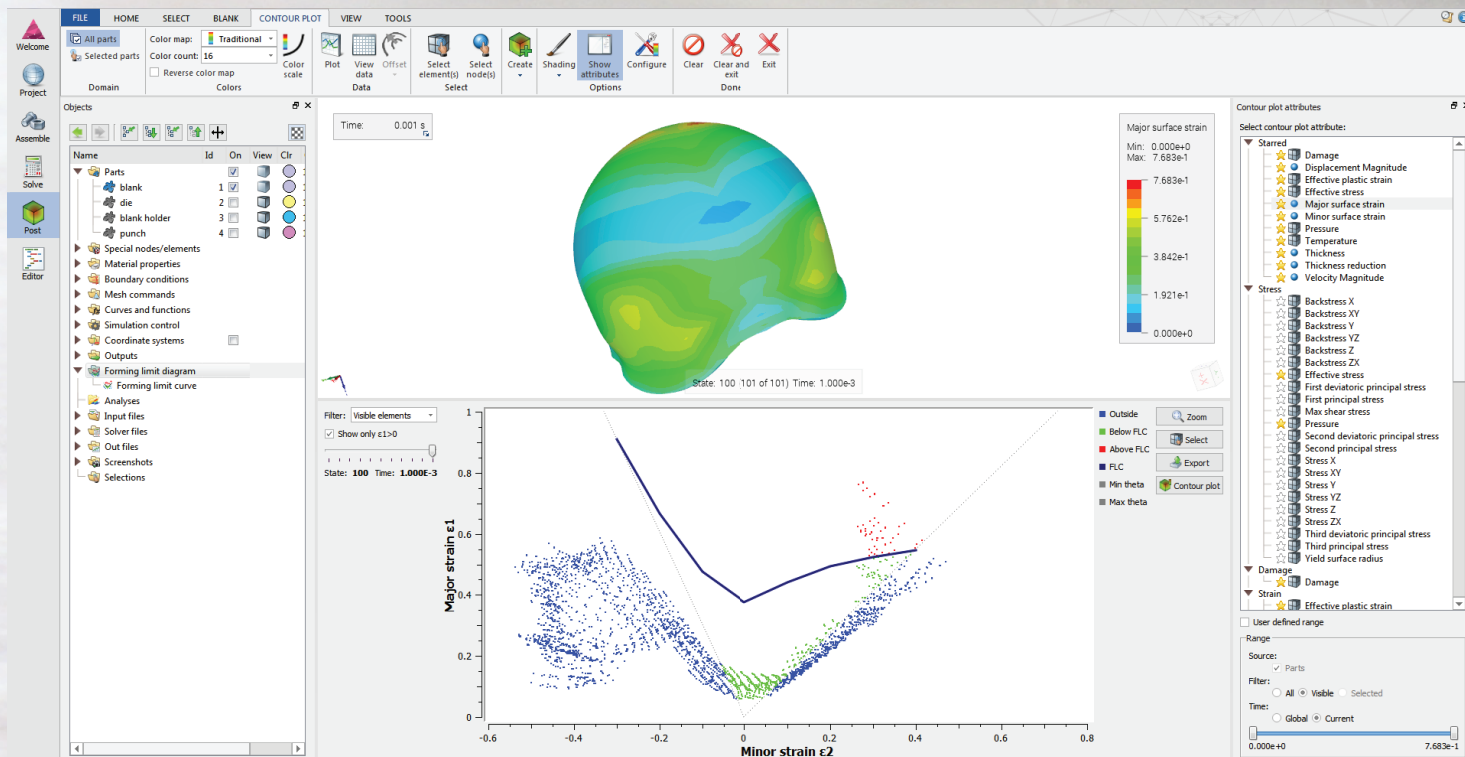 FILE HOME SELECT BLANK CONTOUR PLOT VIEW TOOLS
Welcome
Project
Assemble
Solve
Post
Editor
All parts
Selected parts
Domain
Color map: Traditional
Color count: 16
Reverse color map
Color scale
Colors
Plot
View data
Offset
Data
Select element(s)
Select node(s)
Select
Create
Shading
Show attributes
Configure
Options
Clear
Clear and exit
Exit
Done
Objects
Name Id On View Clr
Parts
blank 1
die 2
blank holder 3
punch 4
Special nodes/elements
Material properties
Boundary conditions
Mesh commands
Curves and functions
Simulation control
Coordinate systems
Outputs
Forming limit diagram
Forming limit curve
Analyses
Input files
Solver files
Out files
Screenshots
Selections
Time: 0.001 s
Major surface strain
Min: 0.000e+0
Max: 7.683e-1
7.683e-1
5.762e-1
3.842e-1
1.921e-1
0.000e+0
State: 100 (101 of 101) Time: 1.000e-3
Filter: Visible elements
Show only ε1>0
State: 100 Time: 1.000E-3
Major strain ε1
1
0.8
0.6
0.4
0.2
0
-0.6 -0.4 -0.2 0 0.2 0.4 0.6 0.8
Minor strain ε2
Outside
Below FLC
Above FLC
FLC
Min theta
Max theta
Zoom
Select
Export
Contour plot
Contour plot attributes
Select contour plot attribute:
Starred
Damage
Displacement Magnitude
Effective plastic strain
Effective stress
Major surface strain
Minor surface strain
Pressure
Temperature
Thickness
Thickness reduction
Velocity Magnitude
Stress
Backstress X
Backstress XY
Backstress Y
Backstress YZ
Backstress Z
Backstress ZX
Effective stress
First deviatoric principal stress
First principal stress
Max shear stress
Pressure
Second deviatoric principal stress
Second principal stress
Stress X
Stress XY
Stress Y
Stress YZ
Stress Z
Stress ZX
Third deviatoric principal stress
Third principal stress
Yield surface radius
Damage
Damage
Strain
Effective plastic strain
User defined range
Range
Source:
Parts
Filter:
All Visible Selected
Time:
Global Current
0.000e+0 7.683e-1